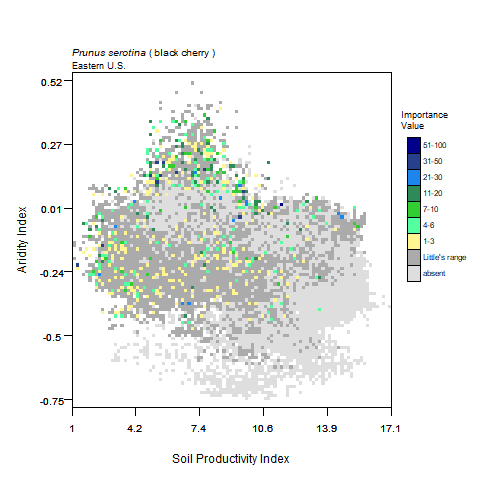 Prunus serotina ( black cherry )
Eastern U.S.
Importance
Value
51-100
31-50
21-30
11-20
7-10
4-6
1-3
Little's range
absent
Aridity Index
0.52
0.27
0.01
-0.24
-0.5
-0.75
1 4.2 7.4 10.6 13.9 17.1
Soil Productivity Index